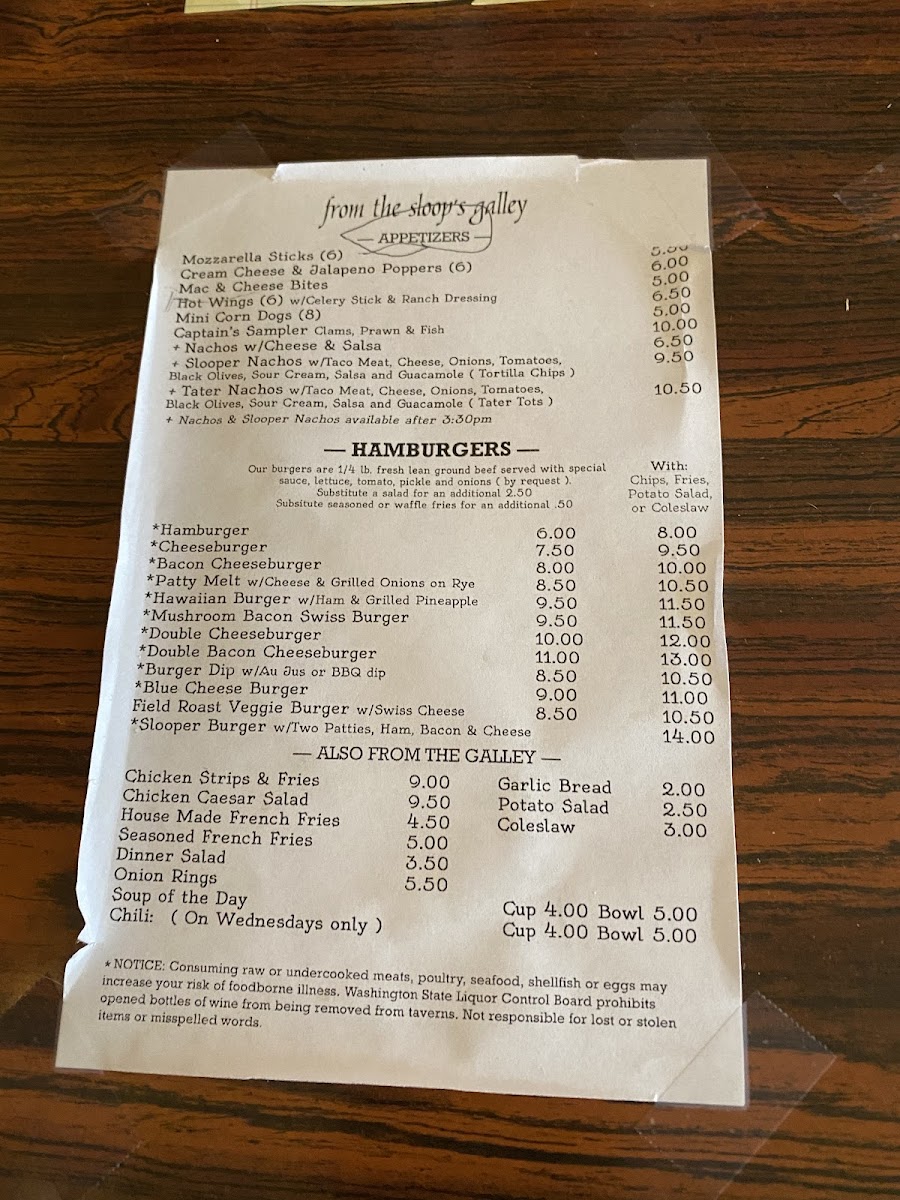 from the sloop's galley
— APPETIZERS —
Mozzarella Sticks (6)
Cream Cheese & Jalapeno Poppers (6) 6.00
Mac & Cheese Bites 5.00
Hot Wings (6) w/Celery Stick & Ranch Dressing 6.50
Mini Corn Dogs (8) 5.00
Captain's Sampler Clams, Prawn & Fish 10.00
+ Nachos w/Cheese & Salsa 6.50
+ Slooper Nachos w/Taco Meat, Cheese, Onions, Tomatoes, 9.50
Black Olives, Sour Cream, Salsa and Guacamole ( Tortilla Chips )
+ Tater Nachos w/Taco Meat, Cheese, Onions, Tomatoes, 10.50
Black Olives, Sour Cream, Salsa and Guacamole ( Tater Tots )
+ Nachos & Slooper Nachos available after 3:30pm
— HAMBURGERS —
Our burgers are 1/4 lb. fresh lean ground beef served with special
sauce, lettuce, tomato, pickle and onions ( by request ).
Substitute a salad for an additional 2.50
Subsitute seasoned or waffle fries for an additional .50
With:
Chips, Fries,
Potato Salad,
or Coleslaw
*Hamburger 6.00 8.00
*Cheeseburger 7.50 9.50
*Bacon Cheeseburger 8.00 10.00
*Patty Melt w/Cheese & Grilled Onions on Rye 8.50 10.50
*Hawaiian Burger w/Ham & Grilled Pineapple 9.50 11.50
*Mushroom Bacon Swiss Burger 9.50 11.50
*Double Cheeseburger 10.00 12.00
*Double Bacon Cheeseburger 11.00 13.00
*Burger Dip w/Au Jus or BBQ dip 8.50 10.50
*Blue Cheese Burger 9.00 11.00
Field Roast Veggie Burger w/Swiss Cheese 8.50 10.50
*Slooper Burger w/Two Patties, Ham, Bacon & Cheese 14.00
— ALSO FROM THE GALLEY —
Chicken Strips & Fries 9.00
Chicken Caesar Salad 9.50
House Made French Fries 4.50
Seasoned French Fries 5.00
Dinner Salad 3.50
Onion Rings 5.50
Garlic Bread 2.00
Potato Salad 2.50
Coleslaw 3.00
Soup of the Day Cup 4.00 Bowl 5.00
Chili: ( On Wednesdays only ) Cup 4.00 Bowl 5.00
* NOTICE: Consuming raw or undercooked meats, poultry, seafood, shellfish or eggs may
increase your risk of foodborne illness. Washington State Liquor Control Board prohibits
opened bottles of wine from being removed from taverns. Not responsible for lost or stolen
items or misspelled words.